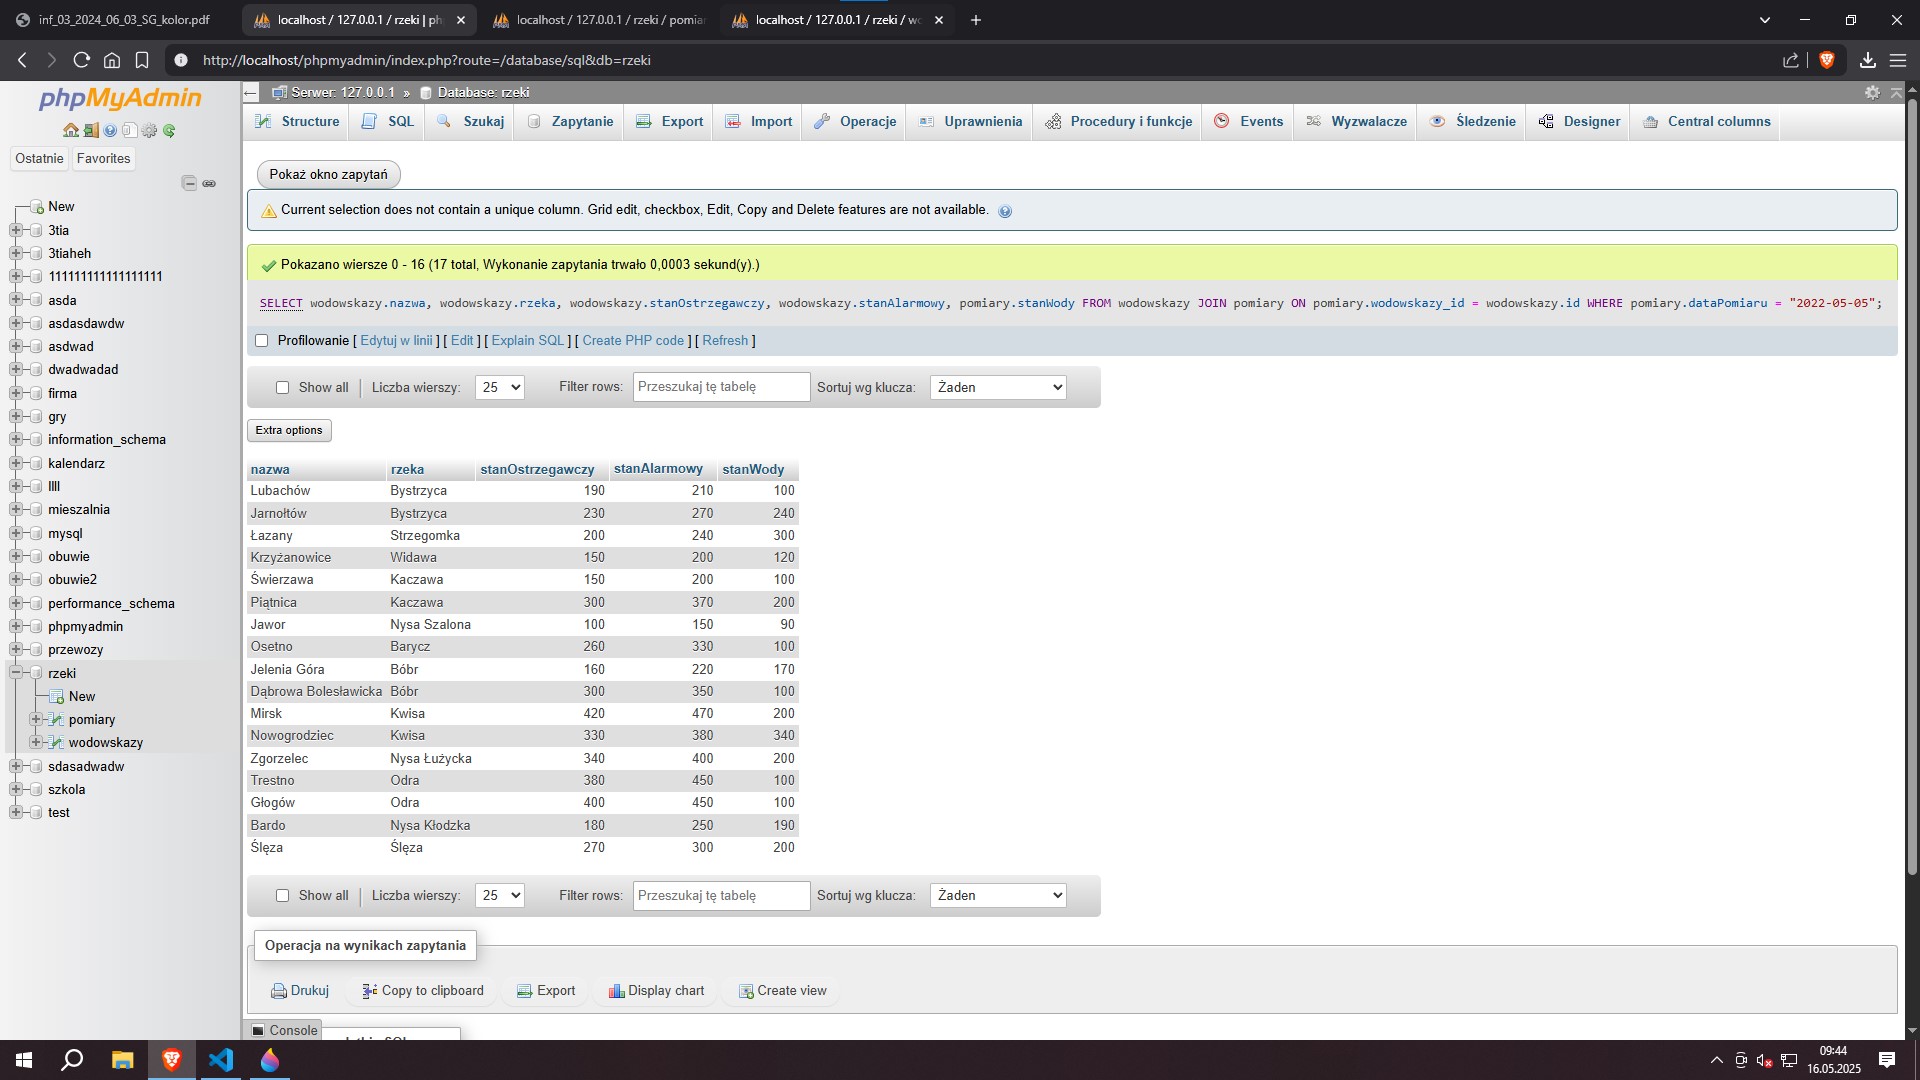 inf_03_2024_06_03_SG_kolor.pdf
localhost / 127.0.0.1 / rzeki | ph
localhost / 127.0.0.1 / rzeki / pomiar
localhost / 127.0.0.1 / rzeki / wo
http://localhost/phpmyadmin/index.php?route=/database/sql&db=rzeki
phpMyAdmin
Ostatnie Favorites
New
3tia
3tiaheh
asda
asdasdawdw
asdwad
dwadwadad
firma
gry
information_schema
kalendarz
llll
mieszalnia
mysql
obuwie
obuwie2
performance_schema
phpmyadmin
przewozy
rzeki
New
pomiary
wodowskazy
sdasadwadw
szkola
test
Serwer: 127.0.0.1 » Database: rzeki
Structure SQL Szukaj Zapytanie Export Import Operacje Uprawnienia Procedury i funkcje Events Wyzwalacze Śledzenie Designer Central columns
Pokaż okno zapytań
Current selection does not contain a unique column. Grid edit, checkbox, Edit, Copy and Delete features are not available.
Pokazano wiersze 0 - 16 (17 total, Wykonanie zapytania trwało 0,0003 sekund(y).)
SELECT wodowskazy.nazwa, wodowskazy.rzeka, wodowskazy.stanOstrzegawczy, wodowskazy.stanAlarmowy, pomiary.stanWody FROM wodowskazy JOIN pomiary ON pomiary.wodowskazy_id = wodowskazy.id WHERE pomiary.dataPomiaru = "2022-05-05";
Profilowanie [ Edytuj w linii ] [ Edit ] [ Explain SQL ] [ Create PHP code ] [ Refresh ]
Show all | Liczba wierszy: 25 Filter rows: Przeszukaj tę tabelę Sortuj wg klucza: Żaden
Extra options
nazwa rzeka stanOstrzegawczy stanAlarmowy stanWody
Lubachów Bystrzyca 190 210 100
Jarnołtów Bystrzyca 230 270 240
Łazany Strzegomka 200 240 300
Krzyżanowice Widawa 150 200 120
Świerzawa Kaczawa 150 200 100
Piątnica Kaczawa 300 370 200
Jawor Nysa Szalona 100 150 90
Osetno Barycz 260 330 100
Jelenia Góra Bóbr 160 220 170
Dąbrowa Bolesławicka Bóbr 300 350 100
Mirsk Kwisa 420 470 200
Nowogrodziec Kwisa 330 380 340
Zgorzelec Nysa Łużycka 340 400 200
Trestno Odra 380 450 100
Głogów Odra 400 450 100
Bardo Nysa Kłodzka 180 250 190
Ślęza Ślęza 270 300 200
Show all | Liczba wierszy: 25 Filter rows: Przeszukaj tę tabelę Sortuj wg klucza: Żaden
Operacja na wynikach zapytania
Drukuj Copy to clipboard Export Display chart Create view
Console
09:44
16.05.2025